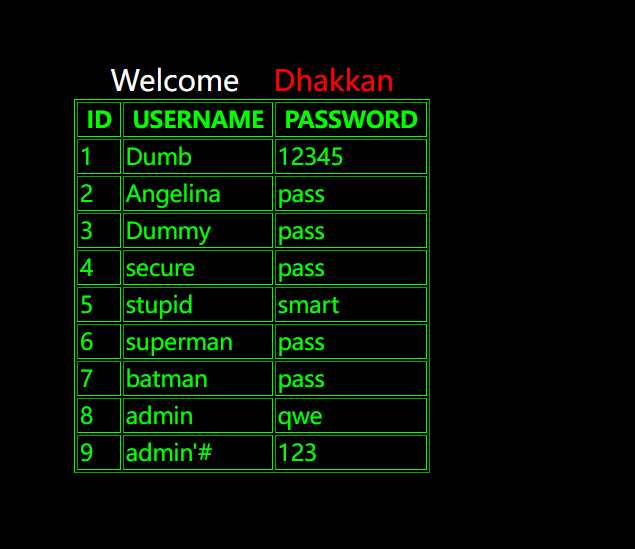 Welcome Dhakkan
ID USERNAME PASSWORD
1 Dumb 12345
2 Angelina pass
3 Dummy pass
4 secure pass
5 stupid smart
6 superman pass
7 batman pass
8 admin qwe
9 admin'# 123